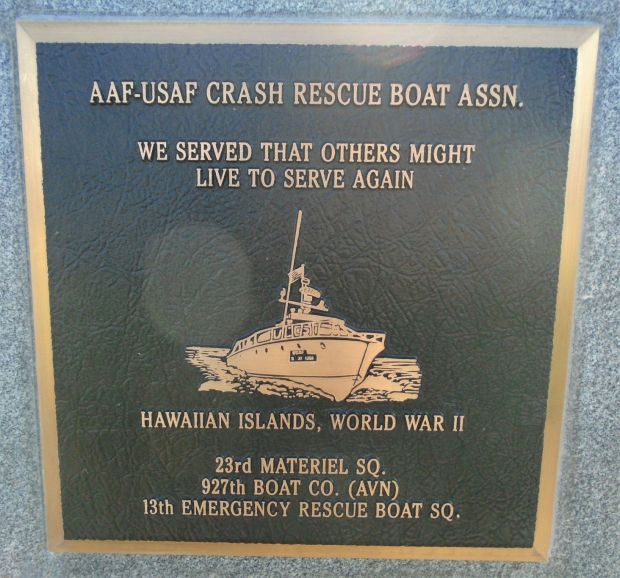 AAF-USAF CRASH RESCUE BOAT ASSN.
WE SERVED THAT OTHERS MIGHT
LIVE TO SERVE AGAIN
HAWAIIAN ISLANDS, WORLD WAR II
23rd MATERIEL SQ.
927th BOAT CO. (AVN)
13th EMERGENCY RESCUE BOAT SQ.